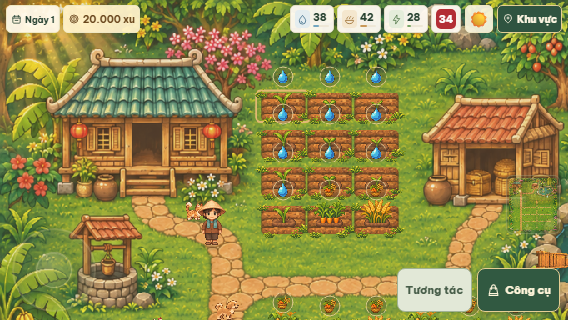 Ngày 1
20.000 xu
38
42
28
34
Khu vực
Tương tác
Công cụ